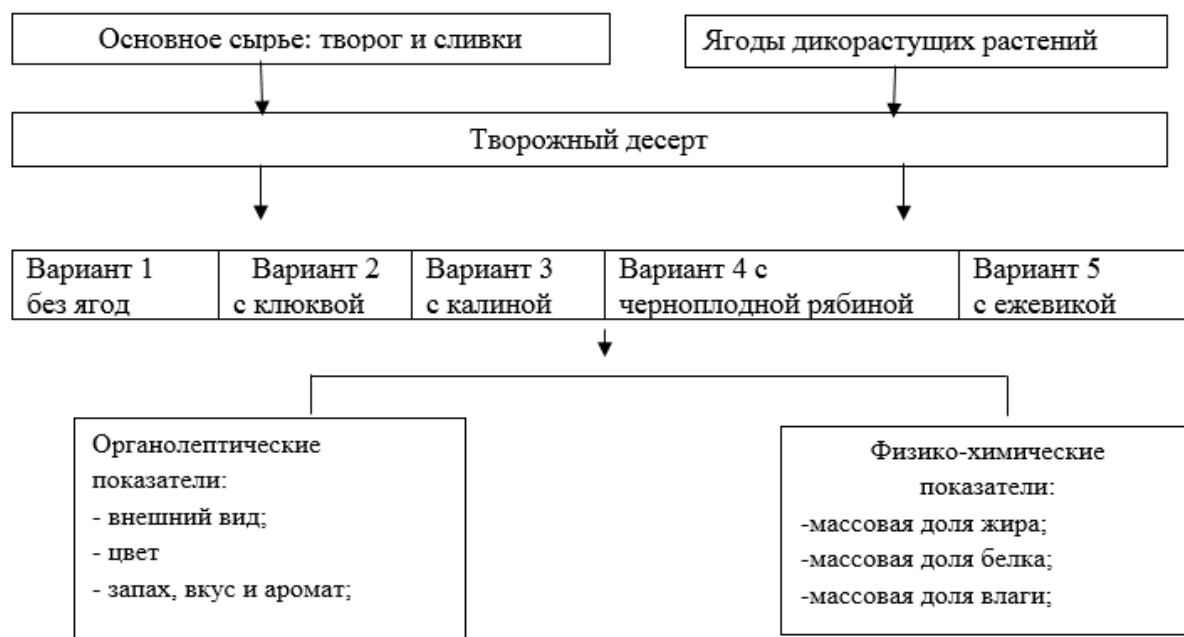 Основное сырье: творог и сливки
Ягоды дикорастущих растений
Творожный десерт
Вариант 1
без ягод
Вариант 2
с клюквой
Вариант 3
с калиной
Вариант 4 с
черноплодной рябиной
Вариант 5
с ежевикой
Органолептические
показатели:
- внешний вид;
- цвет
- запах, вкус и аромат;
Физико-химические
показатели:
-массовая доля жира;
-массовая доля белка;
-массовая доля влаги;